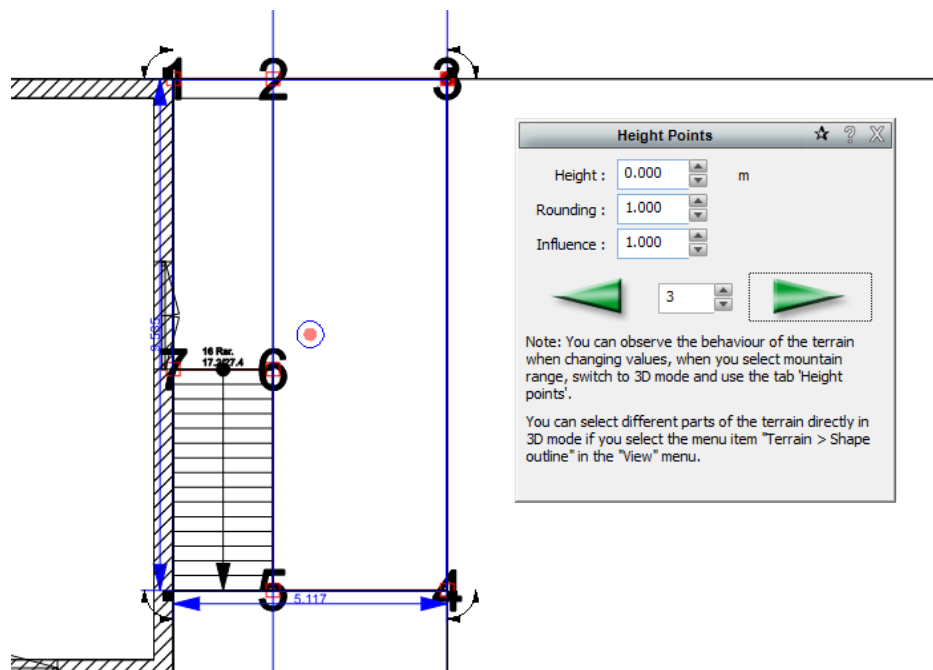 1 2 3
Height Points
Height : 0.000 m
Rounding : 1.000
Influence : 1.000
3
Note: You can observe the behaviour of the terrain
when changing values, when you select mountain
range, switch to 3D mode and use the tab 'Height
points'.
You can select different parts of the terrain directly in
3D mode if you select the menu item "Terrain > Shape
outline" in the "View" menu.
16 Rar.
7 6
5 4
5.117